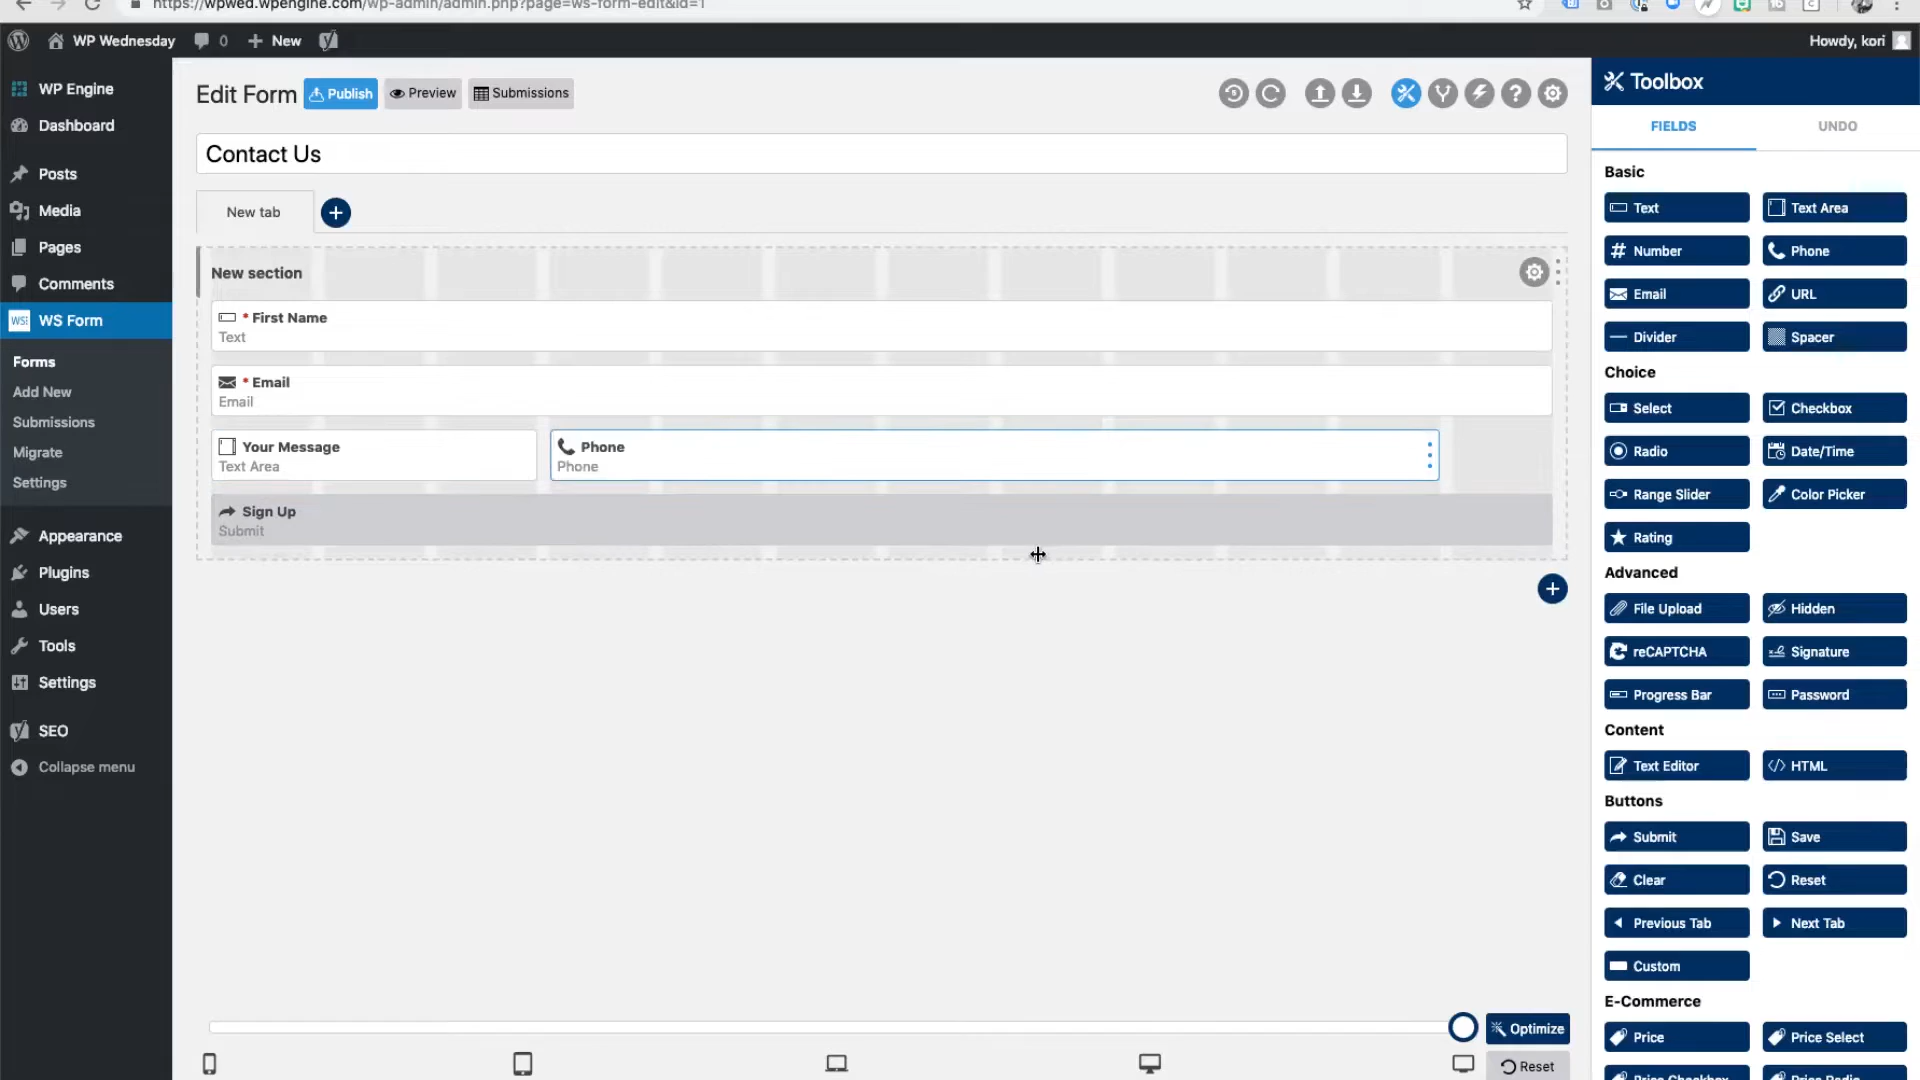 https://wpwed.wpengine.com/wp-admin/admin.php?page=ws-form-edit&id=1
WP Wednesday
0
New
Howdy, kori
WP Engine
Dashboard
Posts
Media
Pages
Comments
WS Form
Forms
Add New
Submissions
Migrate
Settings
Appearance
Plugins
Users
Tools
Settings
SEO
Collapse menu
Edit Form
Publish
Preview
Submissions
Contact Us
New tab
New section
* First Name
Text
* Email
Email
Your Message
Text Area
Phone
Phone
Sign Up
Submit
Optimize
Reset
Toolbox
FIELDS
UNDO
Basic
Text
Text Area
Number
Phone
Email
URL
Divider
Spacer
Choice
Select
Checkbox
Radio
Date/Time
Range Slider
Color Picker
Rating
Advanced
File Upload
Hidden
reCAPTCHA
Signature
Progress Bar
Password
Content
Text Editor
HTML
Buttons
Submit
Save
Clear
Reset
Previous Tab
Next Tab
Custom
E-Commerce
Price
Price Select
Price Checkbox
Price Radio